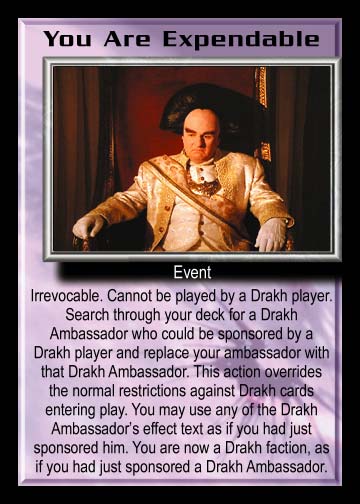 You Are Expendable
Event
Irrevocable. Cannot be played by a Drakh player.
Search through your deck for a Drakh
Ambassador who could be sponsored by a
Drakh player and replace your ambassador with
that Drakh Ambassador. This action overrides
the normal restrictions against Drakh cards
entering play. You may use any of the Drakh
Ambassador's effect text as if you had just
sponsored him. You are now a Drakh faction, as
if you had just sponsored a Drakh Ambassador.